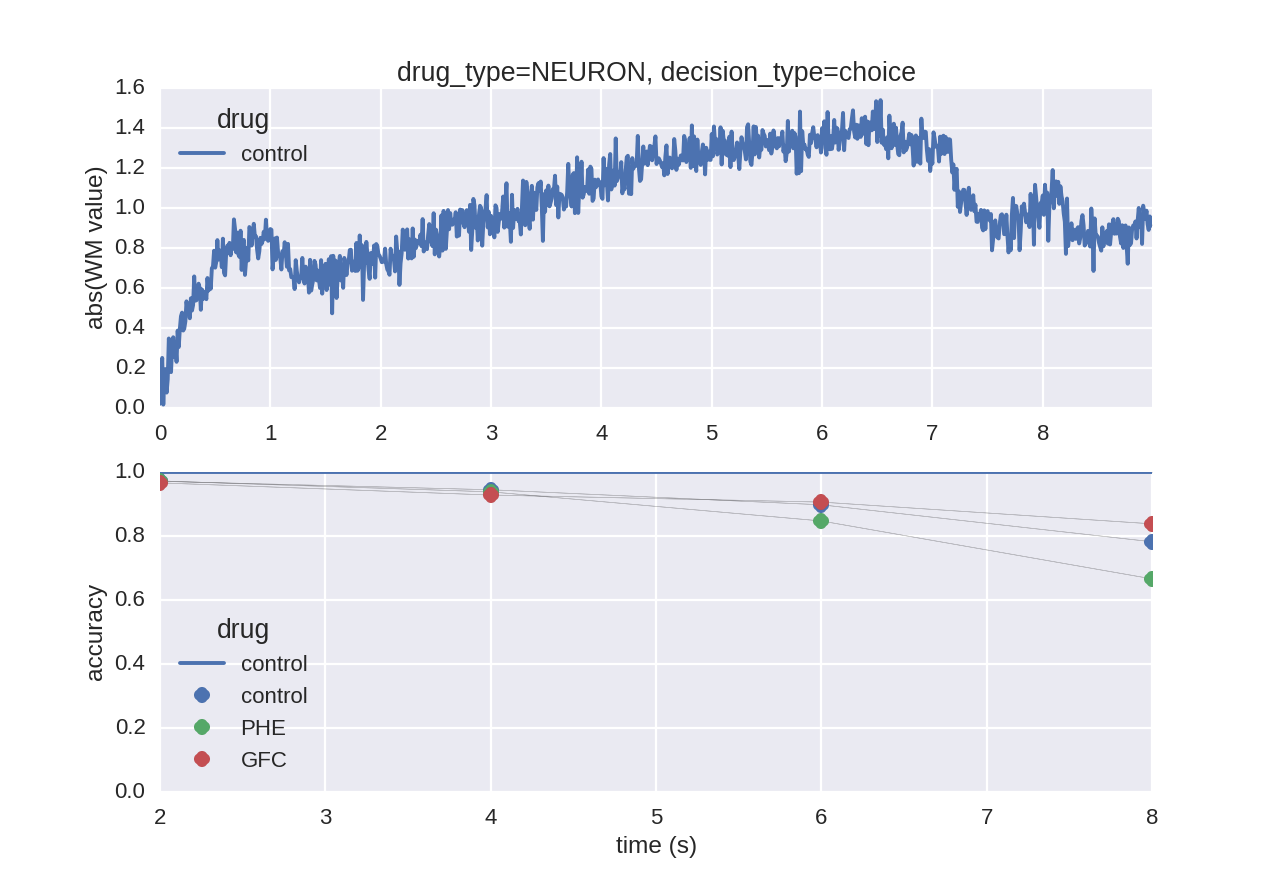 drug_type=NEURON, decision_type=choice
abs(WM value)
1.6
1.4
1.2
1.0
0.8
0.6
0.4
0.2
0.0
drug
control
0 1 2 3 4 5 6 7 8
accuracy
1.0
0.8
0.6
0.4
0.2
0.0
drug
control
control
PHE
GFC
2 3 4 5 6 7 8
time (s)